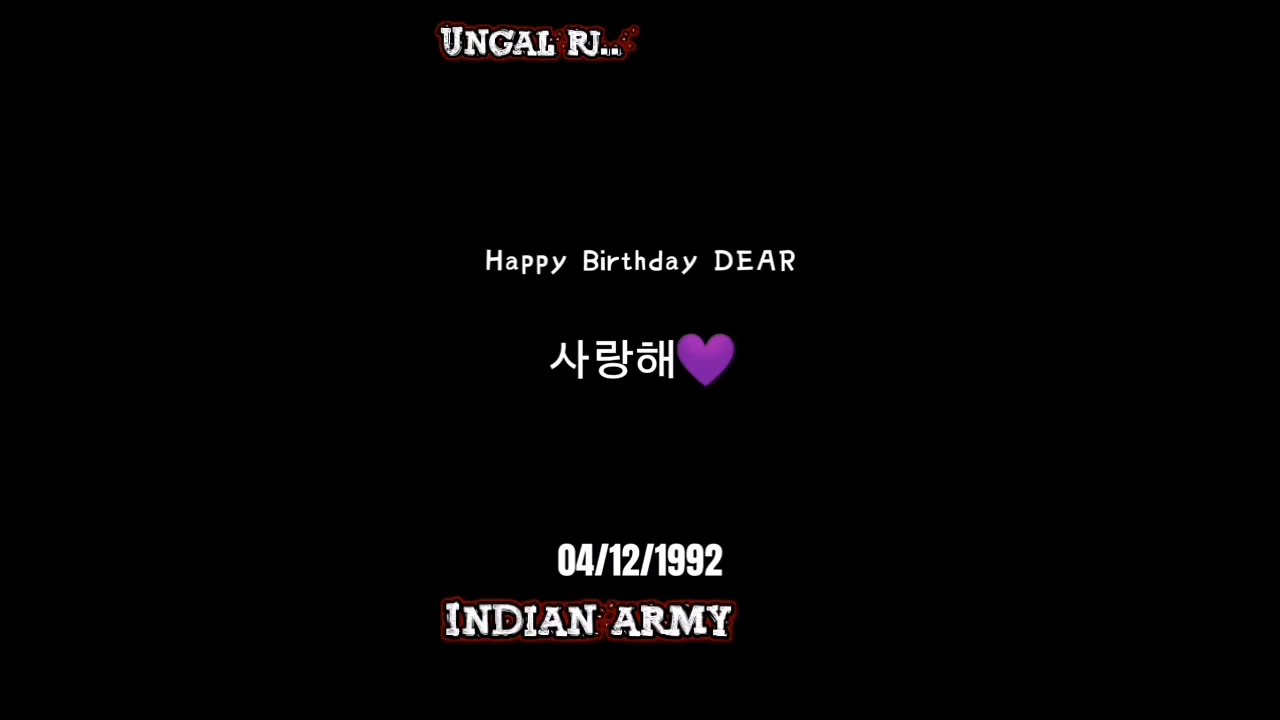 UNGAL RJ..
Happy Birthday DEAR
사랑해💜
04/12/1992
INDIAN ARMY